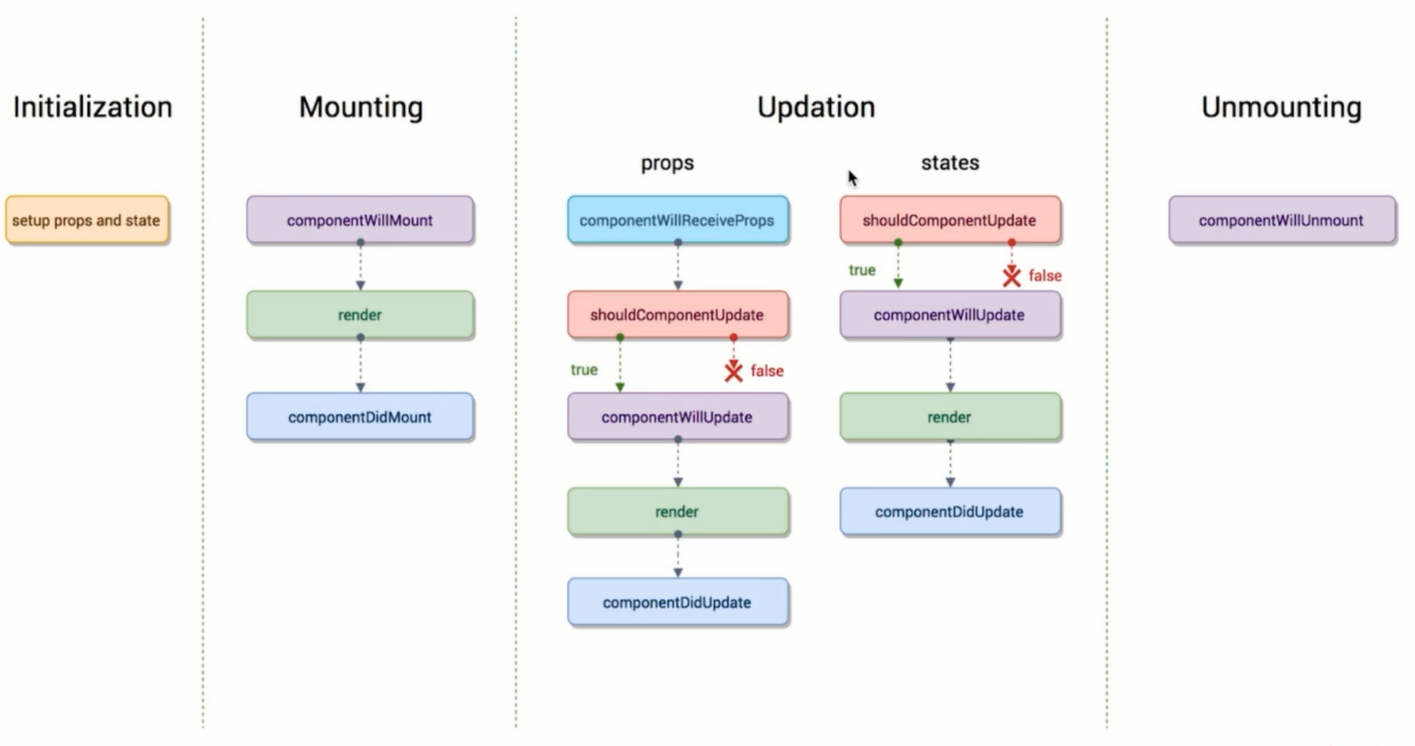 Initialization
setup props and state
Mounting
componentWillMount
render
componentDidMount
Updation
props
componentWillReceiveProps
shouldComponentUpdate
true
false
componentWillUpdate
render
componentDidUpdate
states
shouldComponentUpdate
true
false
componentWillUpdate
render
componentDidUpdate
Unmounting
componentWillUnmount